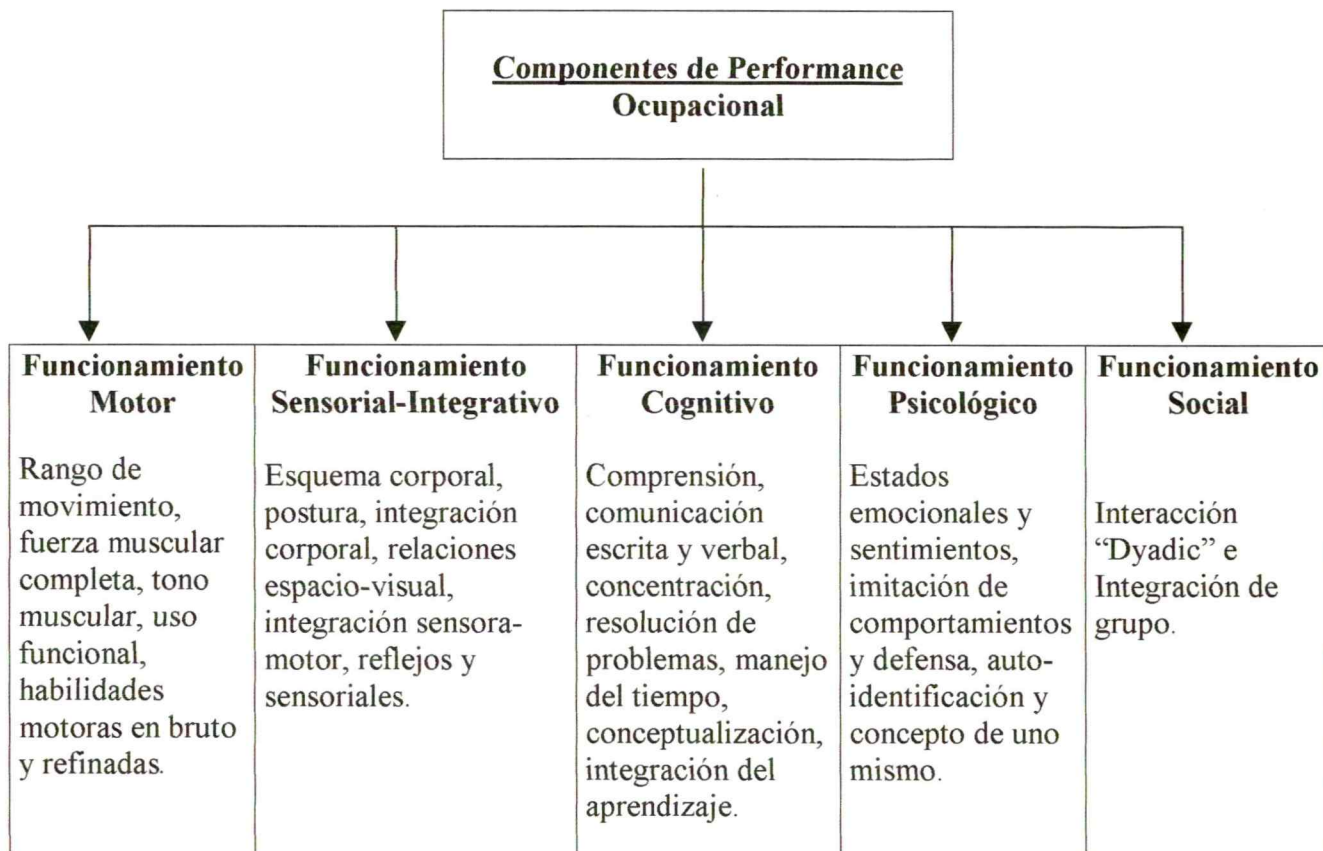 Componentes de Performance
Ocupacional
Funcionamiento
Motor
Rango de
movimiento,
fuerza muscular
completa, tono
muscular, uso
funcional,
habilidades
motoras en bruto
y refinadas.
Funcionamiento
Sensorial-Integrativo
Esquema corporal,
postura, integración
corporal, relaciones
espacio-visual,
integración sensora-
motor, reflejos y
sensoriales.
Funcionamiento
Cognitivo
Comprensión,
comunicación
escrita y verbal,
concentración,
resolución de
problemas, manejo
del tiempo,
conceptualización,
integración del
aprendizaje.
Funcionamiento
Psicológico
Estados
emocionales y
sentimientos,
imitación de
comportamientos
y defensa, auto-
identificación y
concepto de uno
mismo.
Funcionamiento
Social
Interacción
“Dyadic” e
Integración de
grupo.